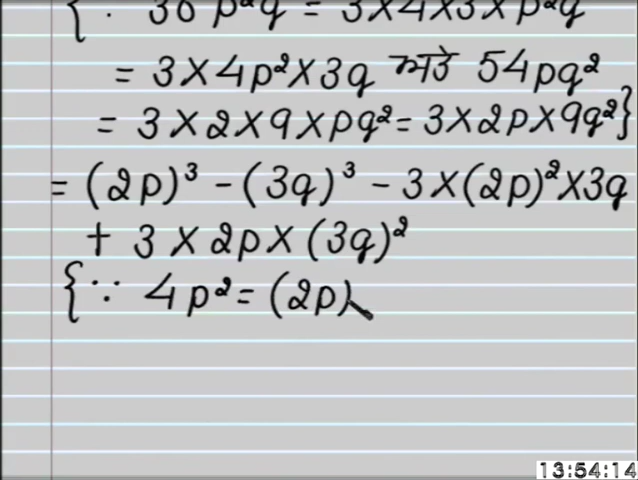 {∵ 36 p²q = 3×4×3× p²q
= 3×4p²×3q ਅਤੇ 54pq²
= 3×2×9×pq² = 3×2p×9q²}
= (2p)³ - (3q)³ - 3×(2p)²×3q
+ 3×2p×(3q)²
{∵ 4p² = (2p)
13:54:14